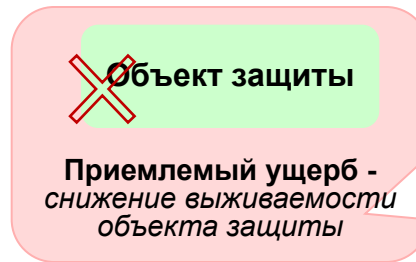 Объект защиты
Приемлемый ущерб -
снижение выживаемости
объекта защиты